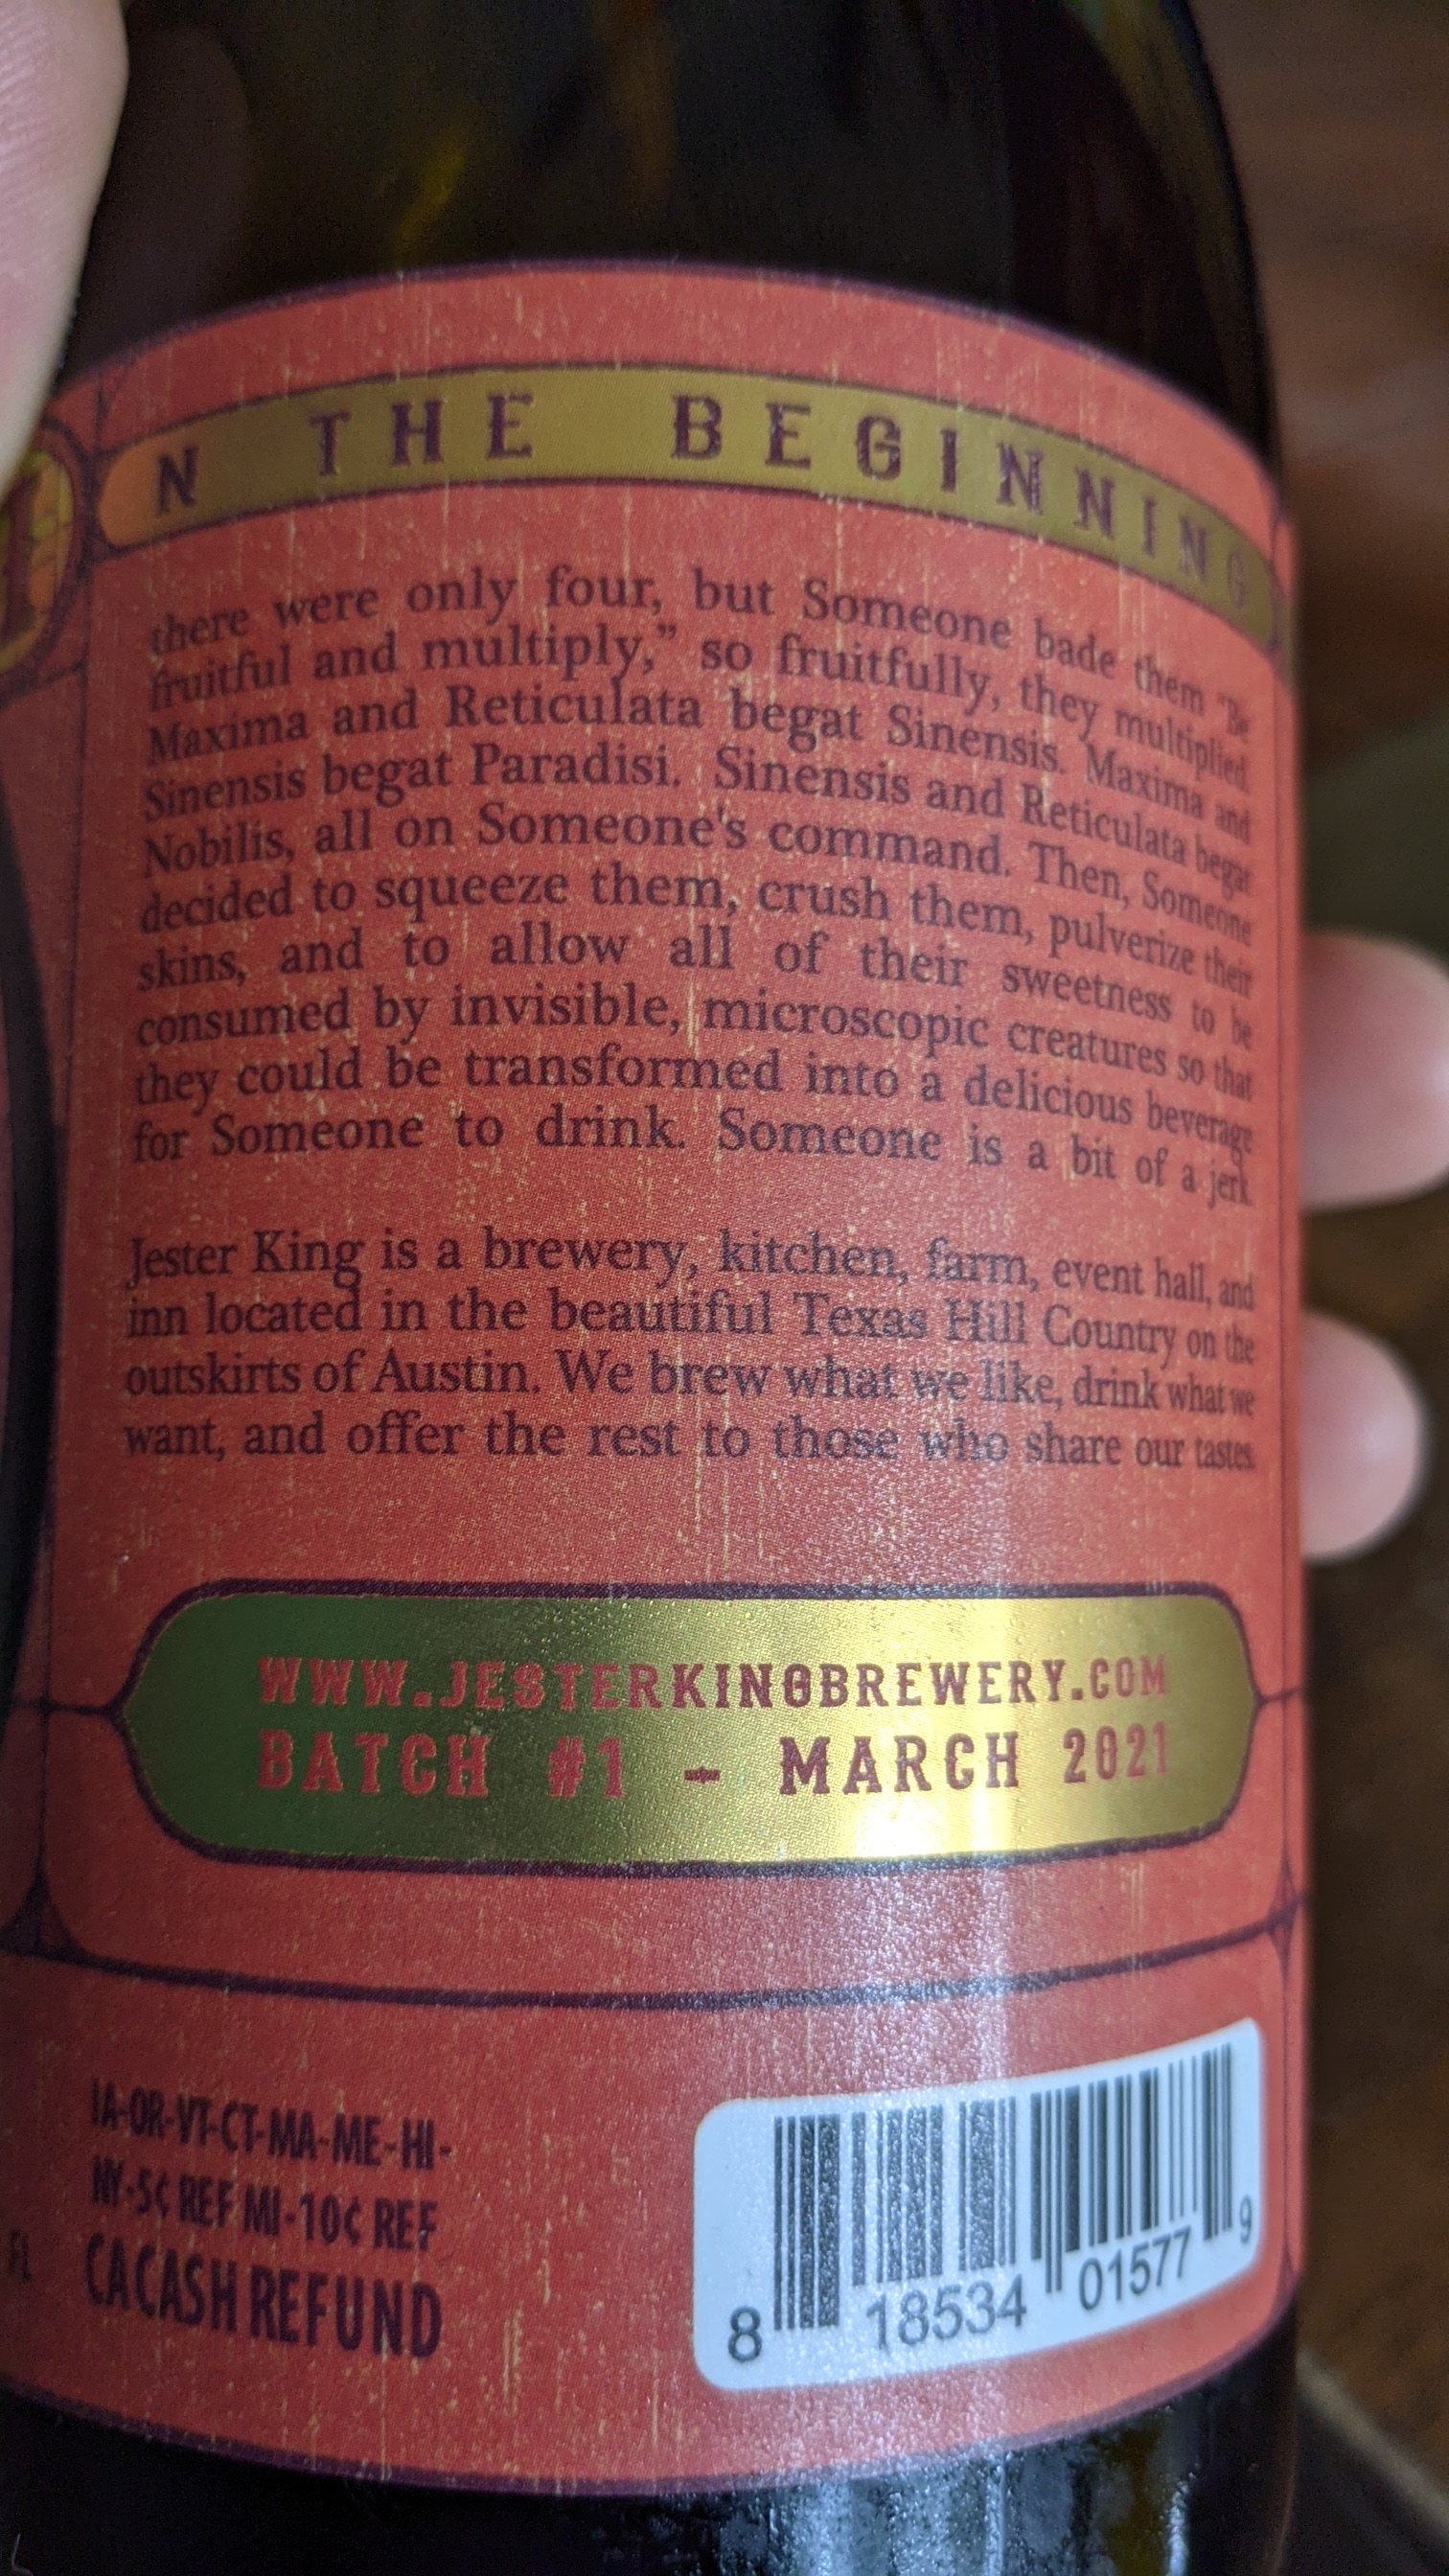 IN THE BEGINNING
there were only four, but Someone bade them "Be
fruitful and multiply," so fruitfully, they multiplied.
Maxima and Reticulata begat Sinensis. Maxima and
Sinensis begat Paradisi. Sinensis and Reticulata begat
Nobilis, all on Someone's command. Then, Someone
decided to squeeze them, crush them, pulverize their
skins, and to allow all of their sweetness to be
consumed by invisible, microscopic creatures so that
they could be transformed into a delicious beverage
for Someone to drink. Someone is a bit of a jerk.
Jester King is a brewery, kitchen, farm, event hall, and
inn located in the beautiful Texas Hill Country on the
outskirts of Austin. We brew what we like, drink what we
want, and offer the rest to those who share our tastes.
WWW.JESTERKINGBREWERY.COM
BATCH #1 - MARCH 2021
IA-OR-VT-CT-MA-ME-HI-
NY-5¢ REF MI-10¢ REF
CA CASH REFUND
FL
8 18534 01577 9